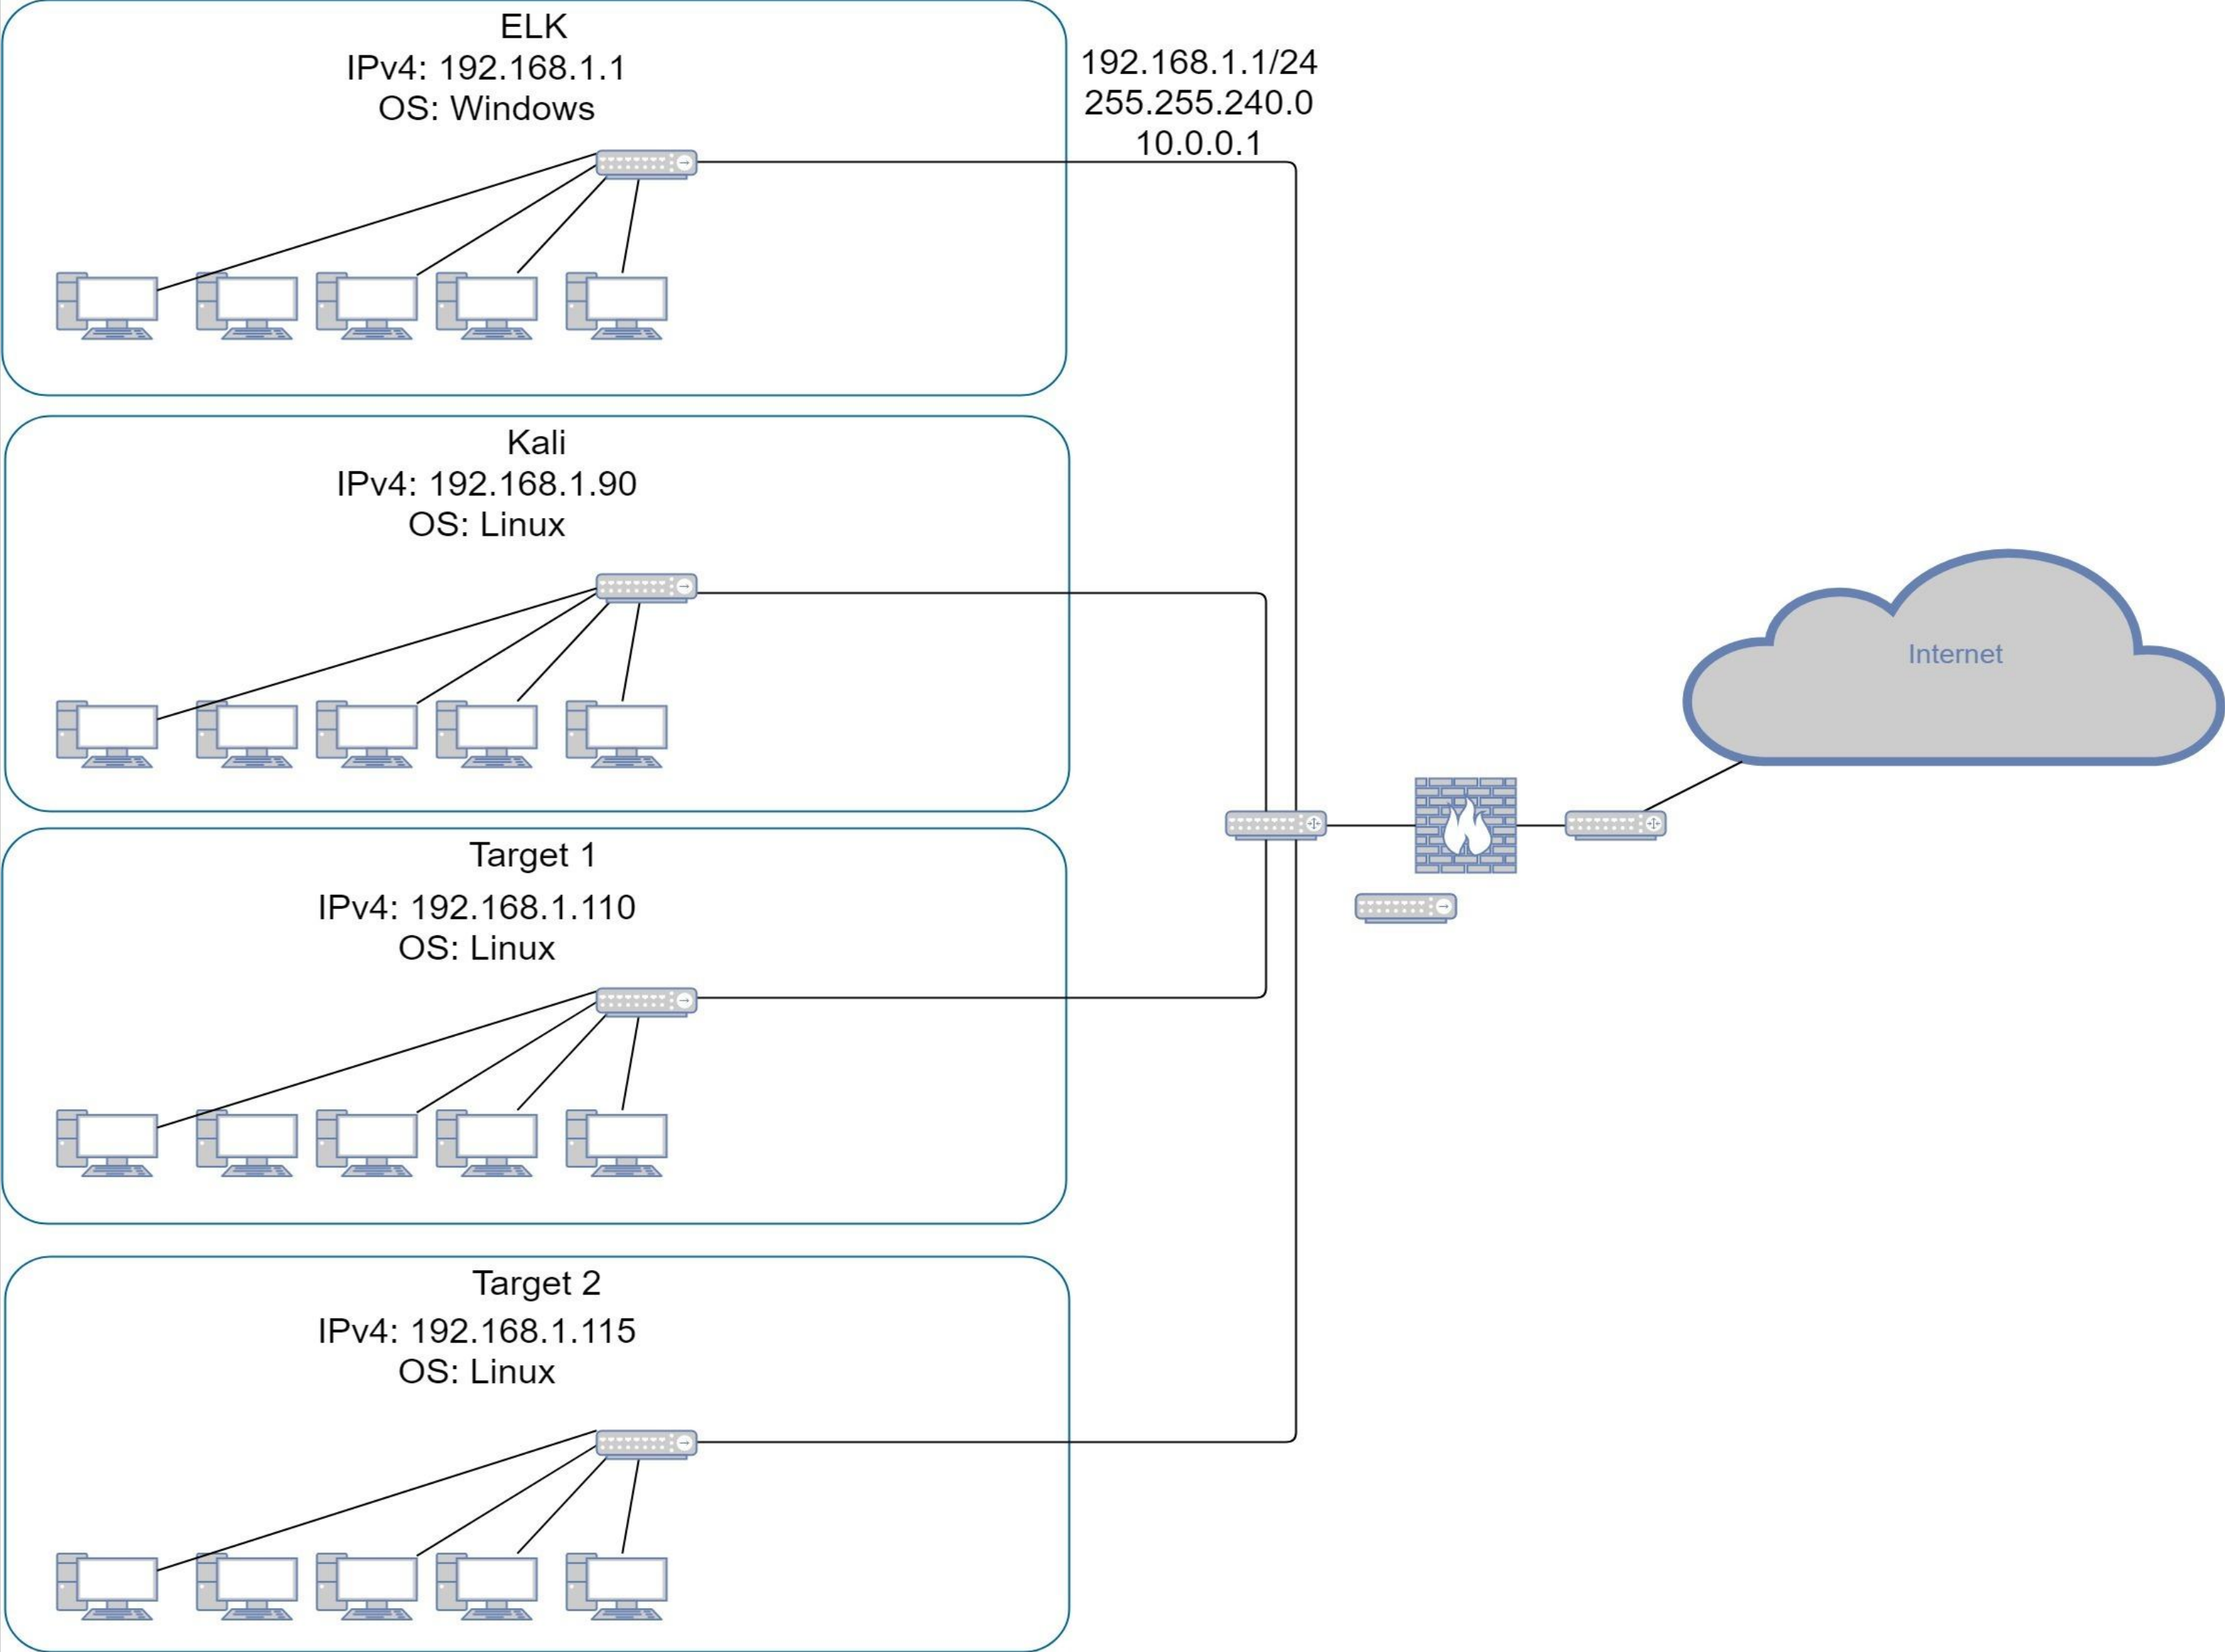 ELK
IPv4: 192.168.1.1
OS: Windows
192.168.1.1/24
255.255.240.0
10.0.0.1
Kali
IPv4: 192.168.1.90
OS: Linux
Internet
Target 1
IPv4: 192.168.1.110
OS: Linux
Target 2
IPv4: 192.168.1.115
OS: Linux